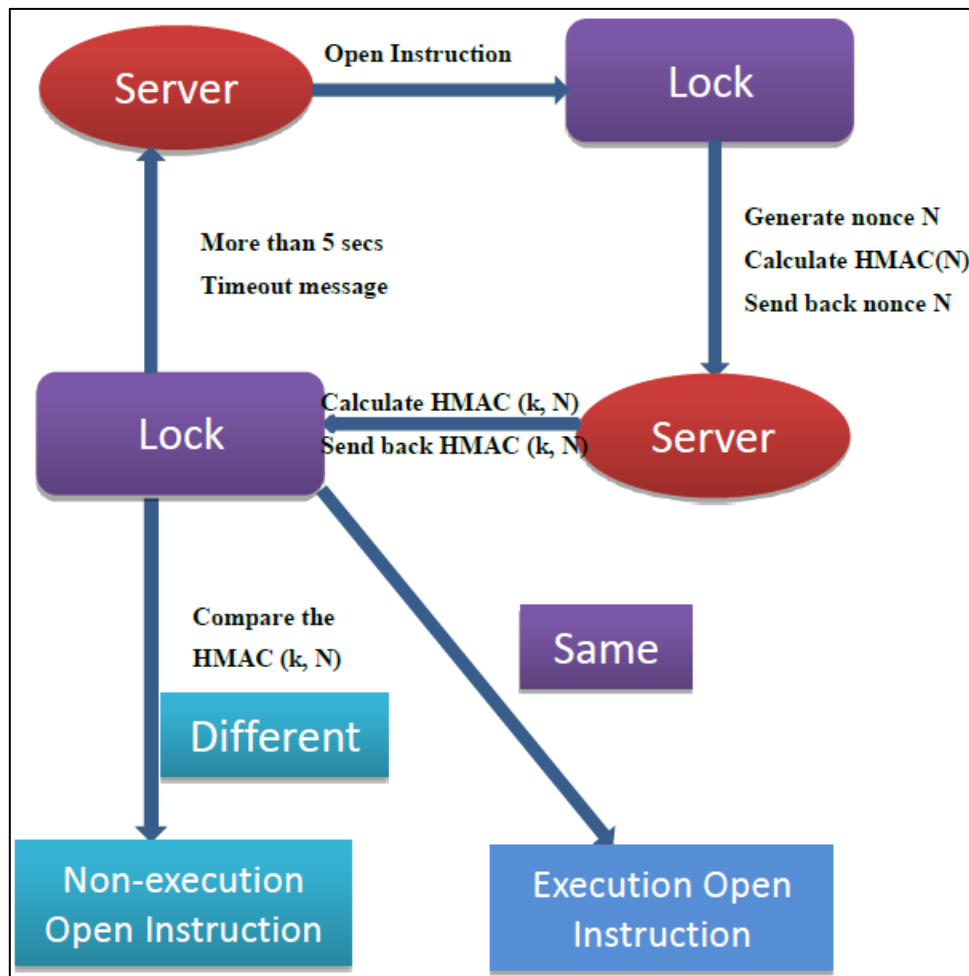 Server
Open Instruction
Lock
Generate nonce N
Calculate HMAC(N)
Send back nonce N
More than 5 secs
Timeout message
Lock
Calculate HMAC (k, N)
Send back HMAC (k, N)
Server
Compare the
HMAC (k, N)
Same
Different
Non-execution
Open Instruction
Execution Open
Instruction